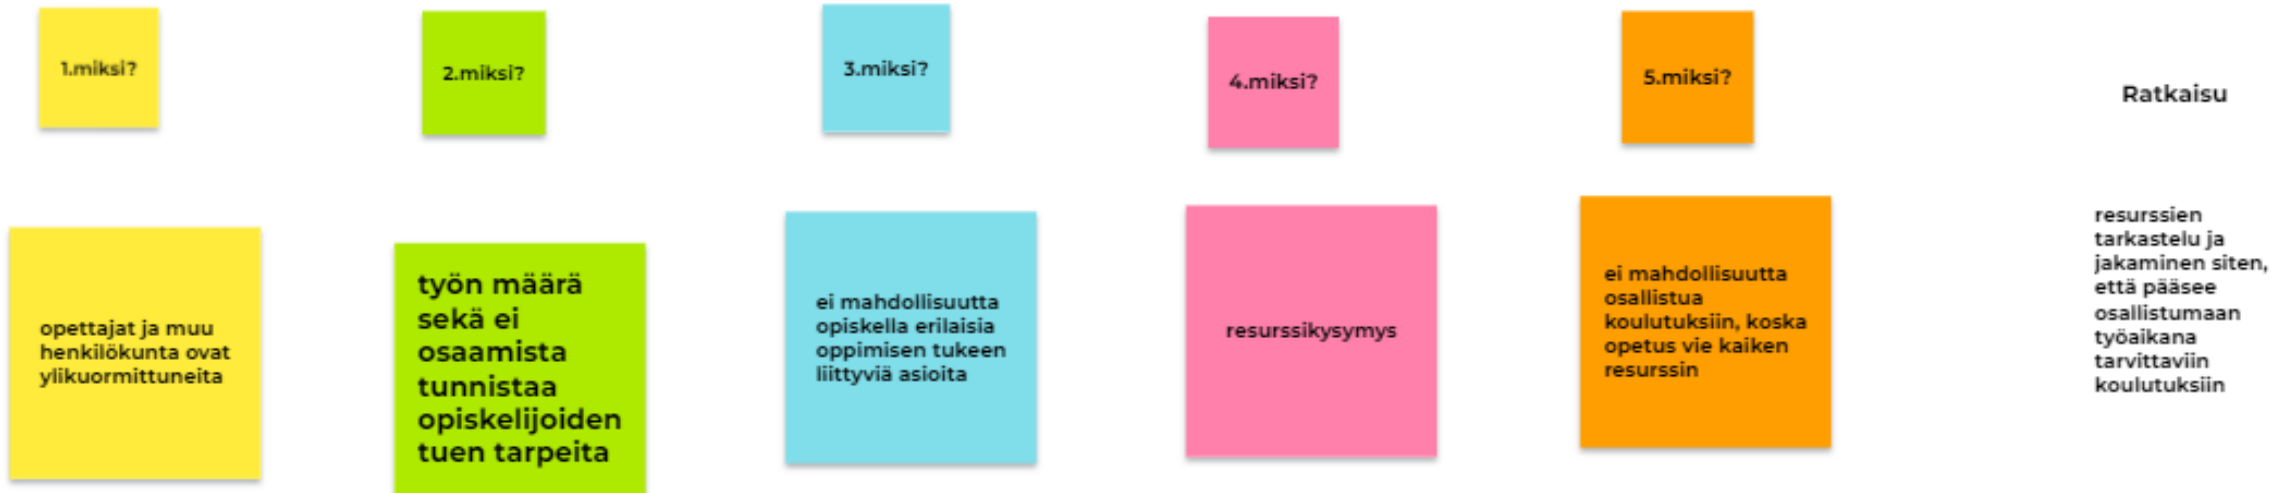 1.miksi?
2.miksi?
3.miksi?
4.miksi?
5.miksi?
Ratkaisu
opettajat ja muu
henkilökunta ovat
ylikuormittuneita
työn määrä
sekä ei
osaamista
tunnistaa
opiskelijoiden
tuen tarpeita
ei mahdollisuutta
opiskella erilaisia
oppimisen tukeen
liittyviä asioita
resurssikysymys
ei mahdollisuutta
osallistua
koulutuksiin, koska
opetus vie kaiken
resurssin
resurssien
tarkastelu ja
jakaminen siten,
että pääsee
osallistumaan
työaikana
tarvittaviin
koulutuksiin